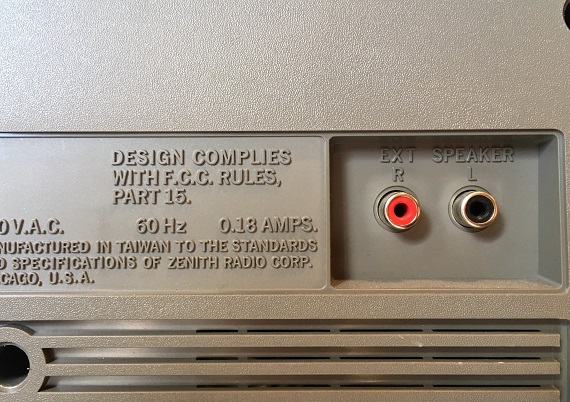 DESIGN COMPLIES
WITH F.C.C. RULES,
PART 15.
0 V.A.C. 60 Hz 0.18 AMPS.
NUFACTURED IN TAIWAN TO THE STANDARDS
D SPECIFICATIONS OF ZENITH RADIO CORP.
ICAGO, U.S.A.
EXT SPEAKER
R L